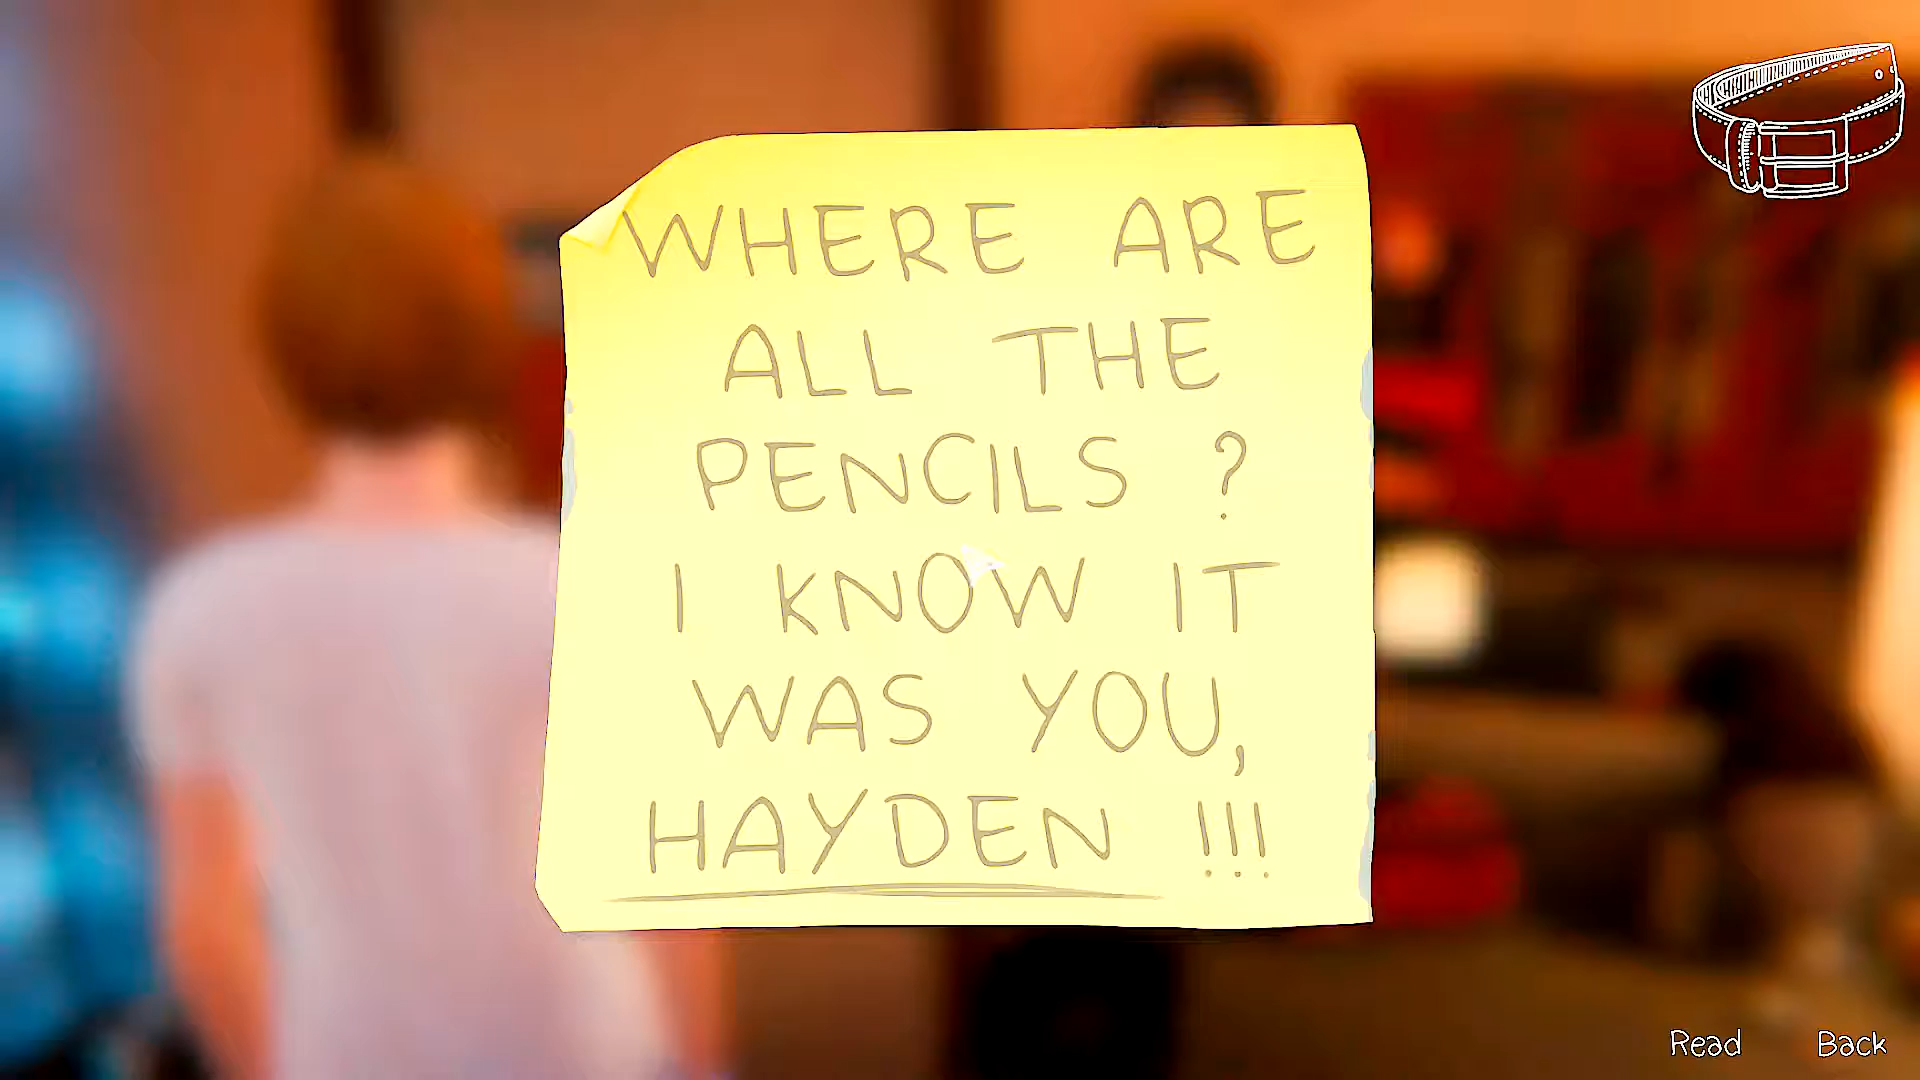 WHERE ARE
ALL THE
PENCILS ?
I KNOW IT
WAS YOU,
HAYDEN !!!
Read Back